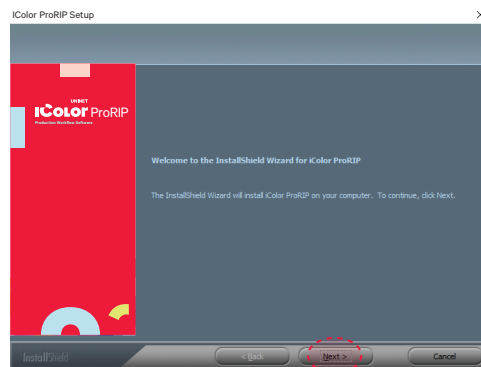 IColor ProRIP Setup
UNINET
IColor ProRIP
Production Workflow Software
Welcome to the InstallShield Wizard for iColor ProRIP
The InstallShield Wizard will install iColor ProRIP on your computer. To continue, click Next.
InstallShield
< Back
Next >
Cancel